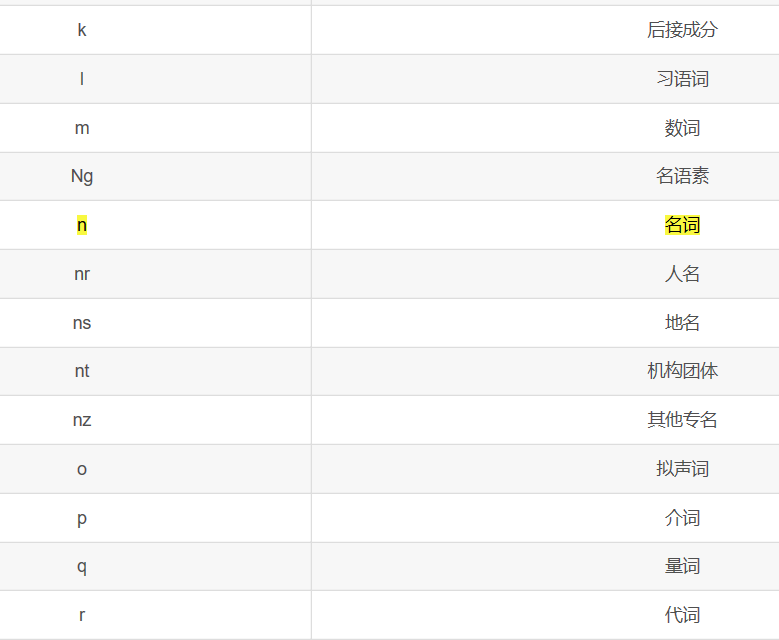 k 后接成分
l 习语词
m 数词
Ng 名语素
n 名词
nr 人名
ns 地名
nt 机构团体
nz 其他专名
o 拟声词
p 介词
q 量词
r 代词